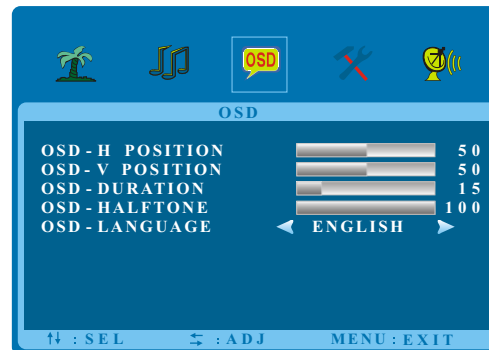 OSD
OSD
OSD-H POSITION 50
OSD-V POSITION 50
OSD-DURATION 15
OSD-HALFTONE 100
OSD-LANGUAGE ENGLISH
: SEL : ADJ MENU : EXIT